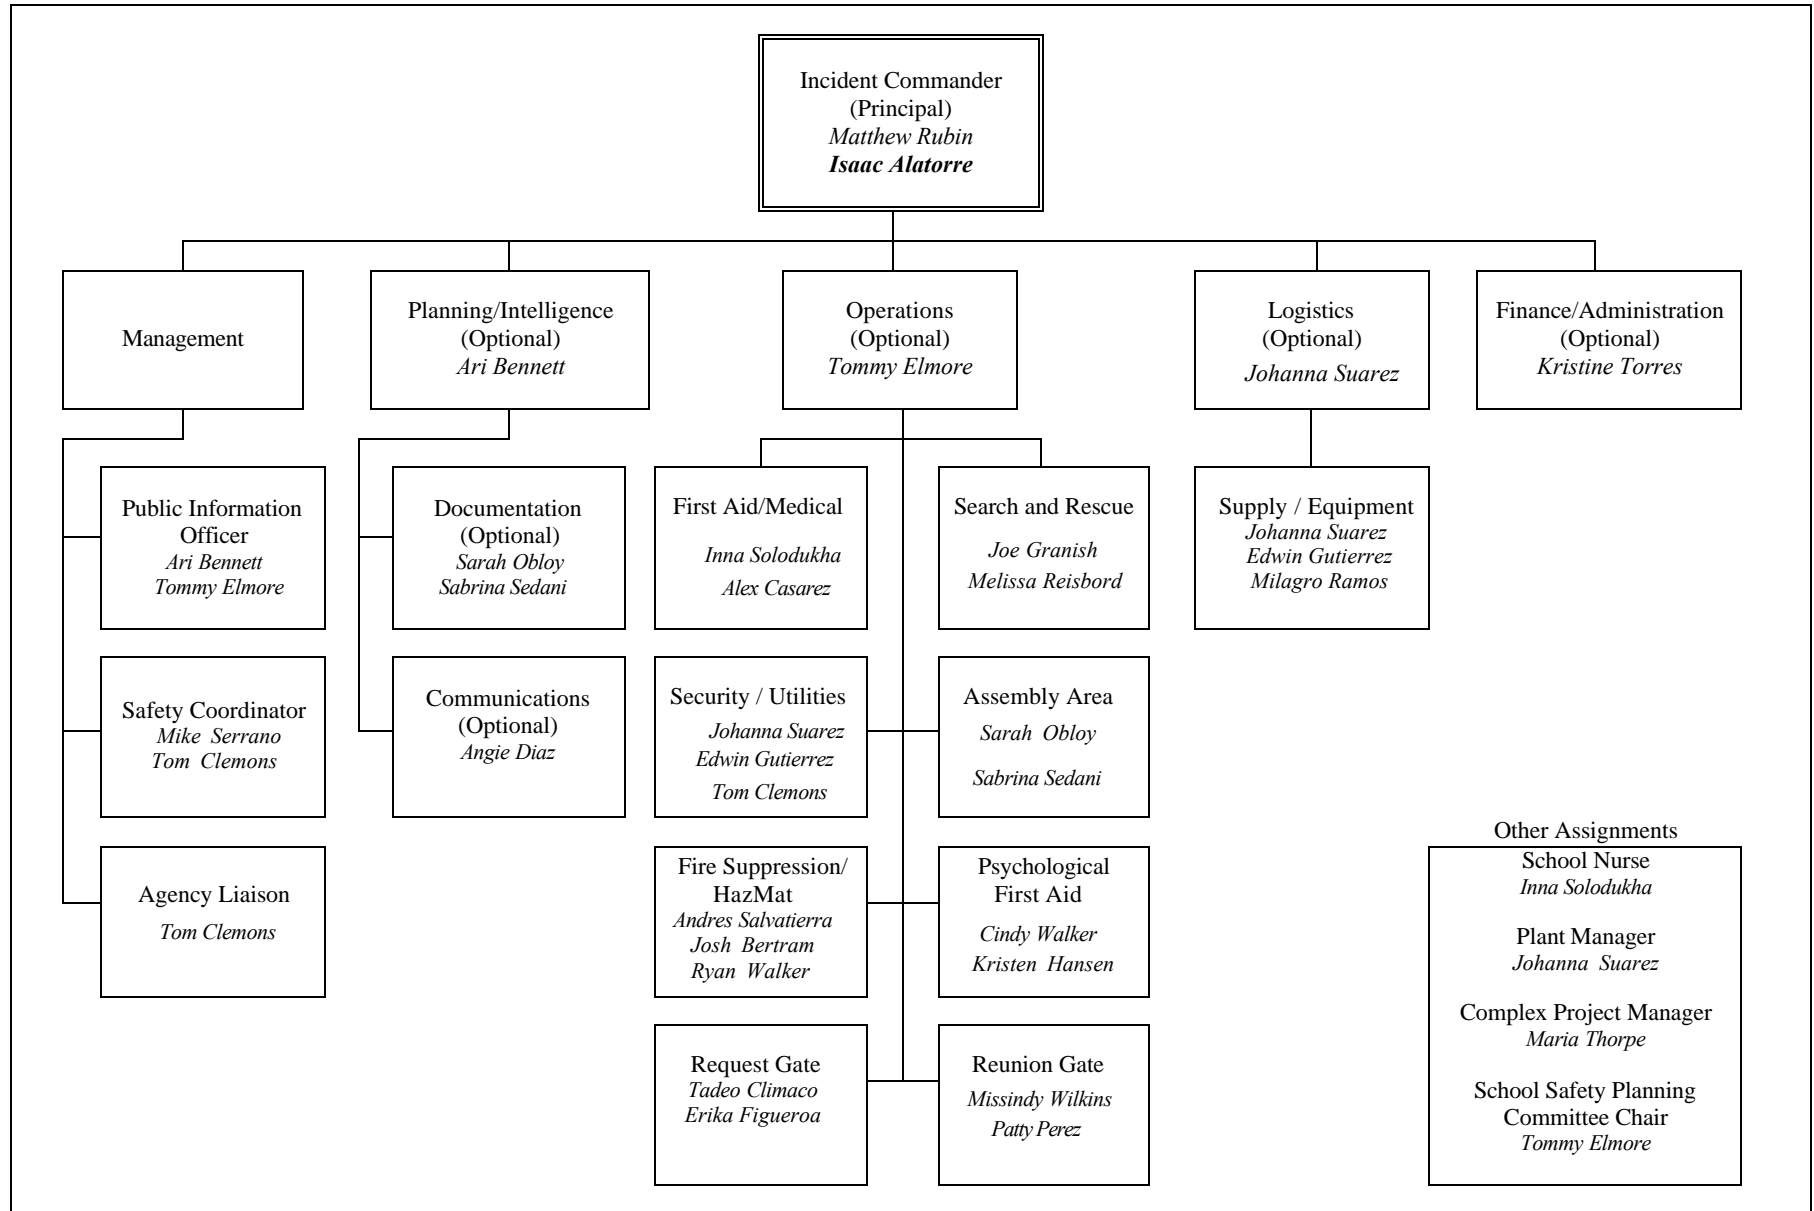 Incident Commander
(Principal)
Matthew Rubin
Isaac Alatorre
Management
Planning/Intelligence
(Optional)
Ari Bennett
Operations
(Optional)
Tommy Elmore
Logistics
(Optional)
Johanna Suarez
Finance/Administration
(Optional)
Kristine Torres
Public Information
Officer
Ari Bennett
Tommy Elmore
Documentation
(Optional)
Sarah Obloy
Sabrina Sedani
First Aid/Medical
Inna Solodukha
Alex Casarez
Search and Rescue
Joe Granish
Melissa Reisbord
Supply / Equipment
Johanna Suarez
Edwin Gutierrez
Milagro Ramos
Safety Coordinator
Mike Serrano
Tom Clemons
Communications
(Optional)
Angie Diaz
Security / Utilities
Johanna Suarez
Edwin Gutierrez
Tom Clemons
Assembly Area
Sarah Obloy
Sabrina Sedani
Agency Liaison
Tom Clemons
Fire Suppression/
HazMat
Andres Salvatierra
Josh Bertram
Ryan Walker
Psychological
First Aid
Cindy Walker
Kristen Hansen
Request Gate
Tadeo Climaco
Erika Figueroa
Reunion Gate
Missindy Wilkins
Patty Perez
Other Assignments
School Nurse
Inna Solodukha
Plant Manager
Johanna Suarez
Complex Project Manager
Maria Thorpe
School Safety Planning
Committee Chair
Tommy Elmore